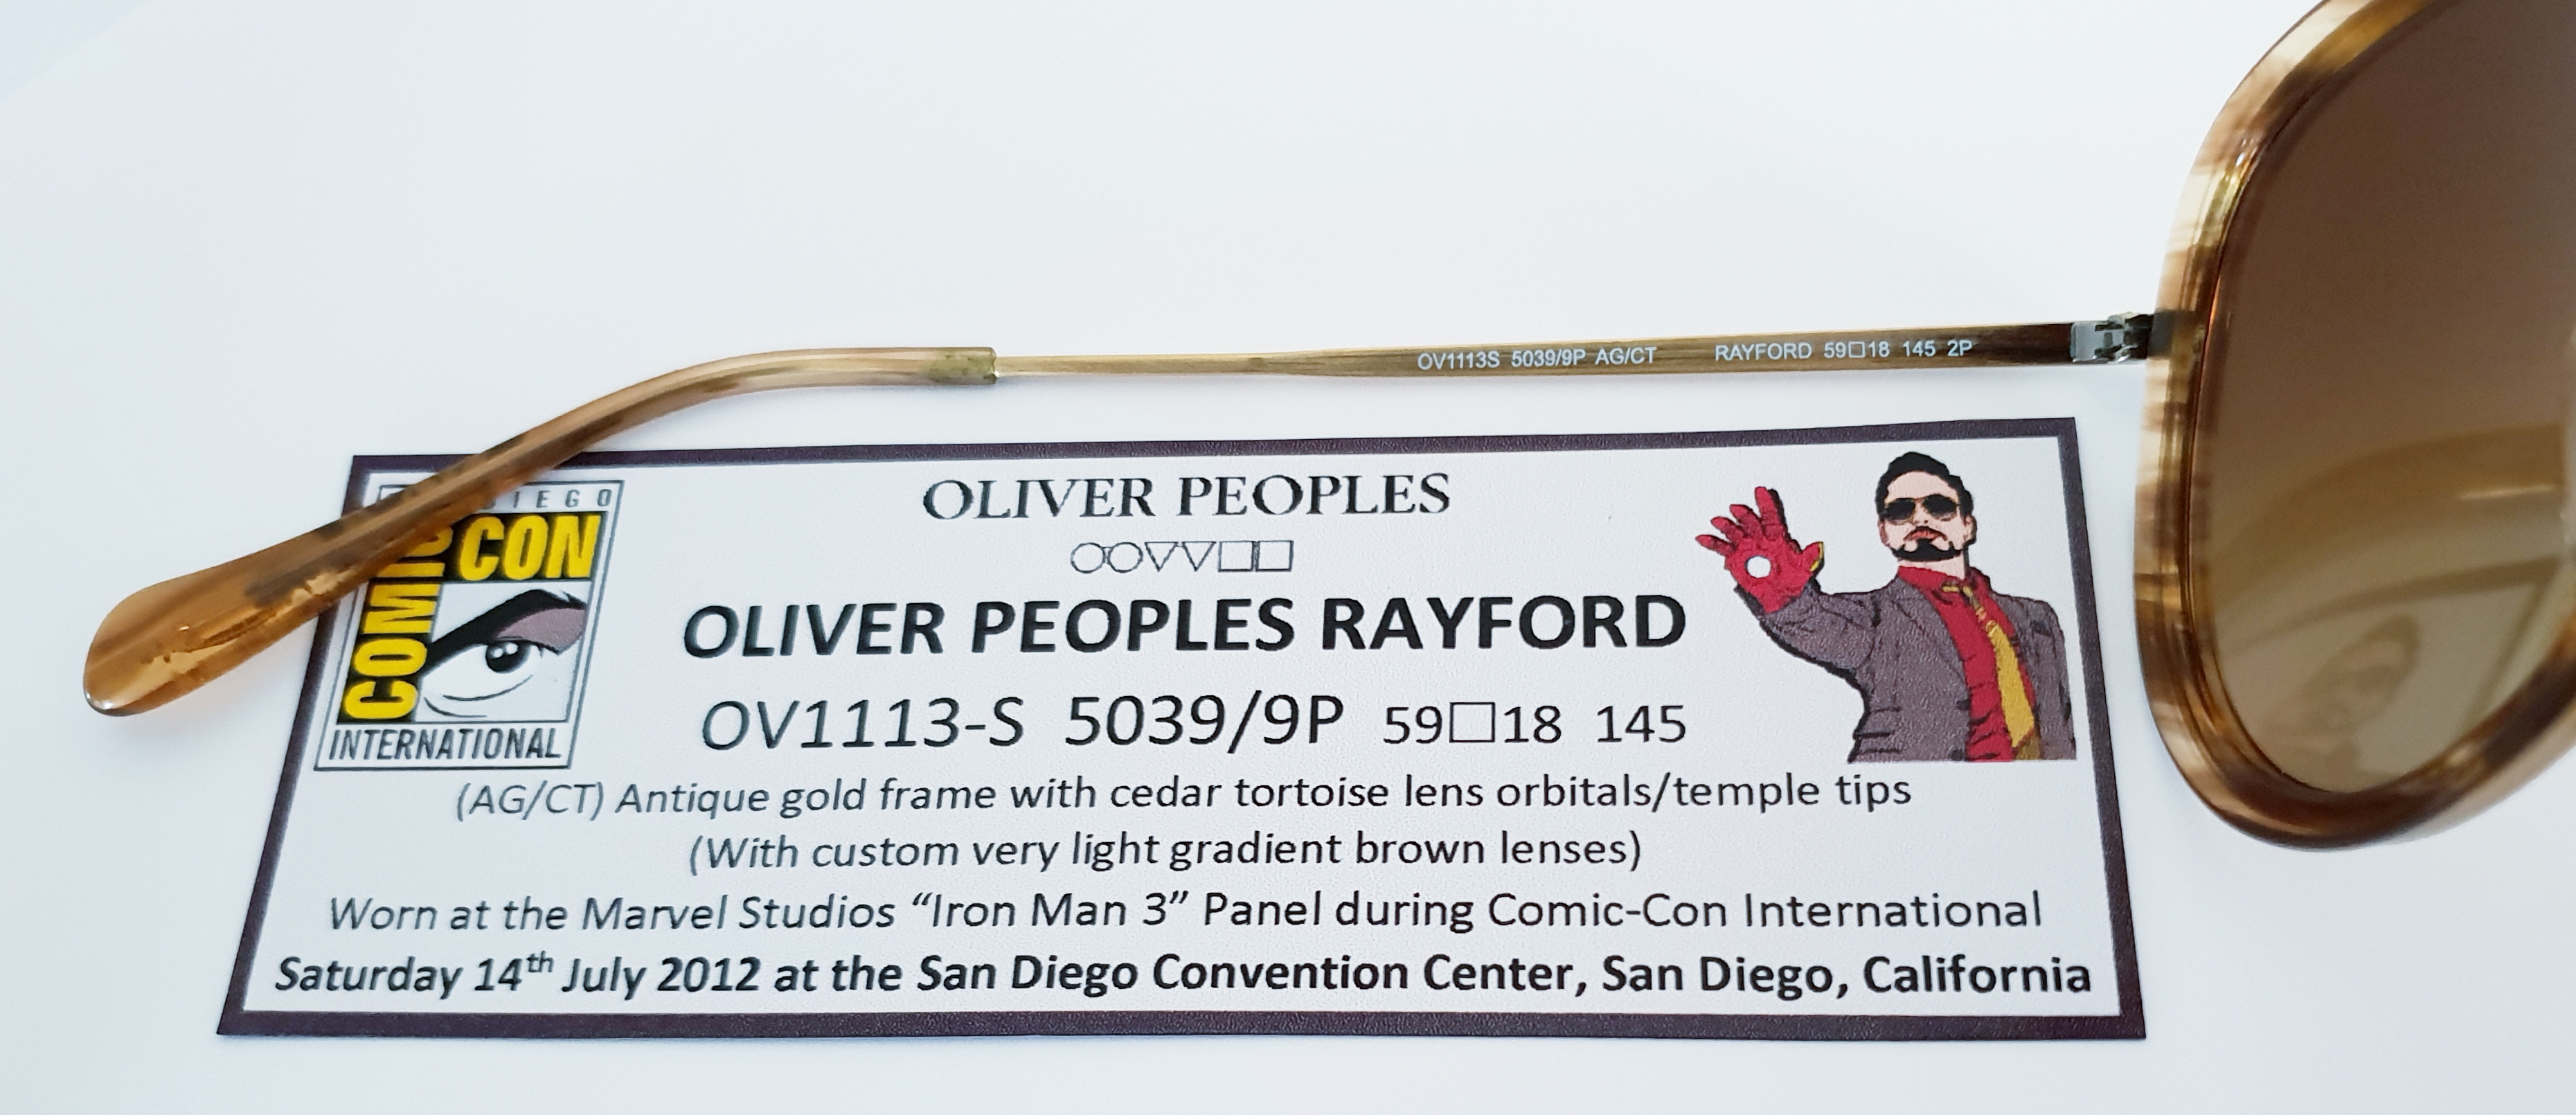 OV1113S 5039/9P AG/CT RAYFORD 59□18 145 2P
IEGO
COMIC CON
INTERNATIONAL
OLIVER PEOPLES
○○▽▽□□
OLIVER PEOPLES RAYFORD
OV1113-S 5039/9P 59□18 145
(AG/CT) Antique gold frame with cedar tortoise lens orbitals/temple tips
(With custom very light gradient brown lenses)
Worn at the Marvel Studios “Iron Man 3” Panel during Comic-Con International
Saturday 14th July 2012 at the San Diego Convention Center, San Diego, California